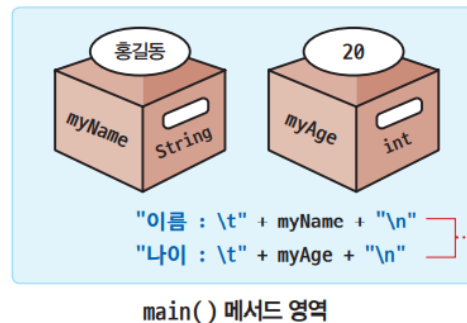 홍길동 20
myName String myAge int
"이름 : \t" + myName + "\n"
"나이 : \t" + myAge + "\n"
main() 메서드 영역